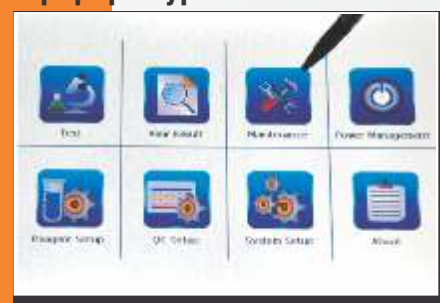 Test
View Result
Maintenance
Power Management
Reagent Setup
QC Setup
System Setup
About